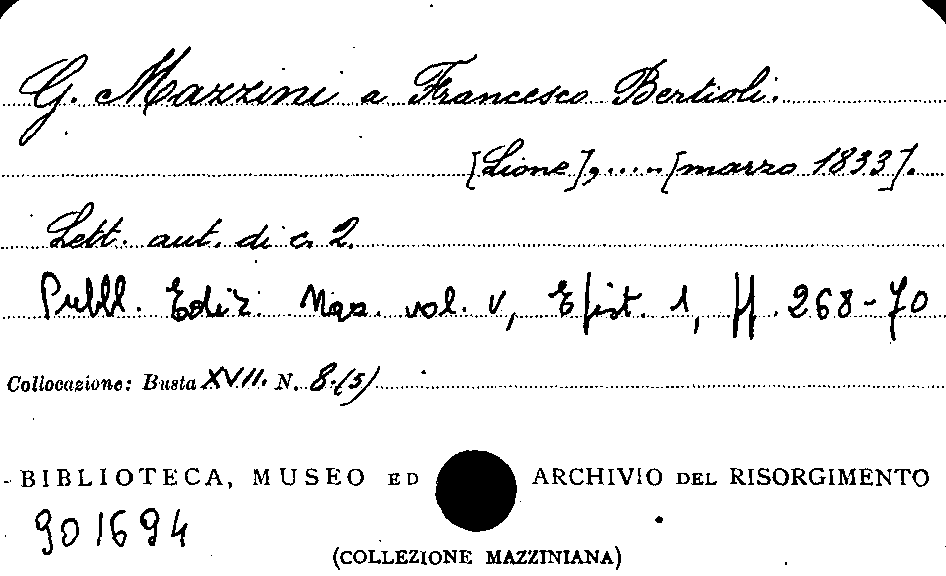 G. Mazzini a Francesco Bertioli.
[Lione], ..... [marzo 1833].
Lett. aut. di c. 2.
Pubbl. Ediz. Naz. vol. V, Epist. 1, pp. 268-70
Collocazione: Busta XVII. N. 8.(5)
BIBLIOTECA, MUSEO ED ARCHIVIO DEL RISORGIMENTO
901694
(COLLEZIONE MAZZINIANA)